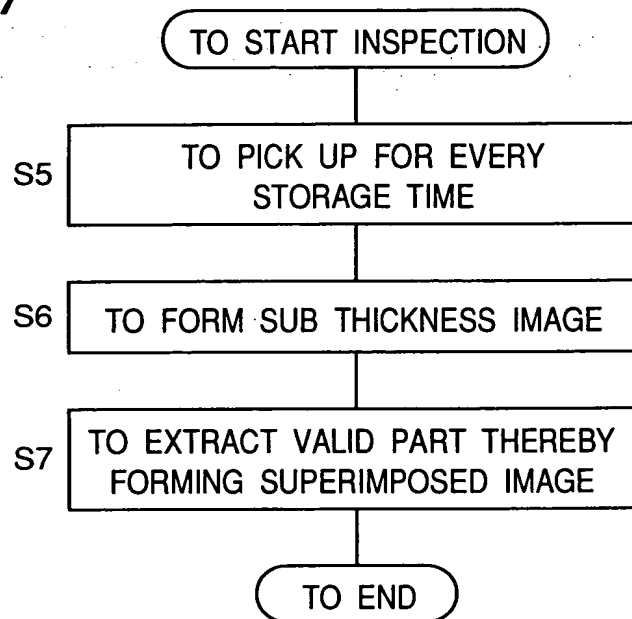 TO START INSPECTION
S5
TO PICK UP FOR EVERY
STORAGE TIME
S6
TO FORM SUB THICKNESS IMAGE
S7
TO EXTRACT VALID PART THEREBY
FORMING SUPERIMPOSED IMAGE
TO END